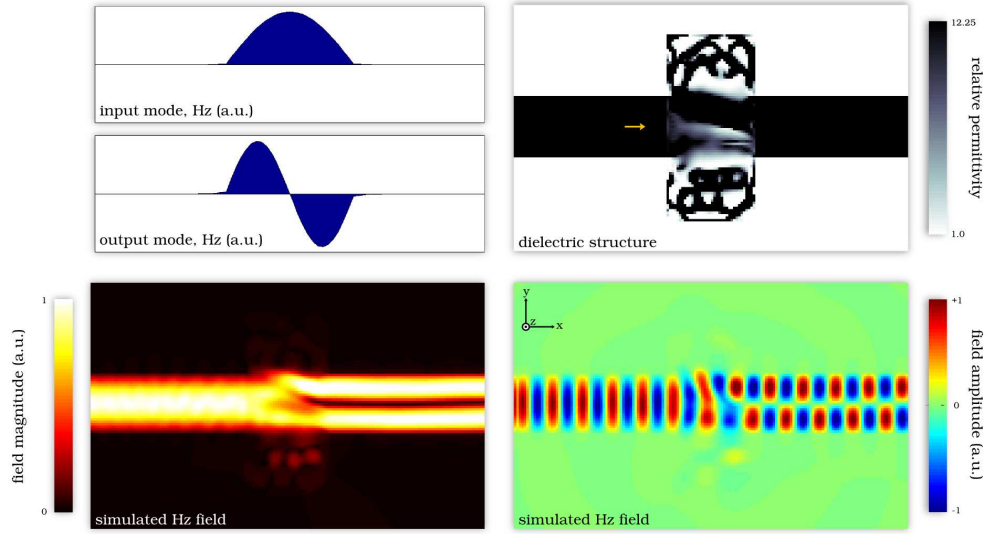 input mode, Hz (a.u.)
output mode, Hz (a.u.)
dielectric structure
12.25
relative permittivity
1.0
field magnitude (a.u.)
1
0
simulated Hz field
y
z
x
simulated Hz field
+1
0
-1
field amplitude (a.u.)